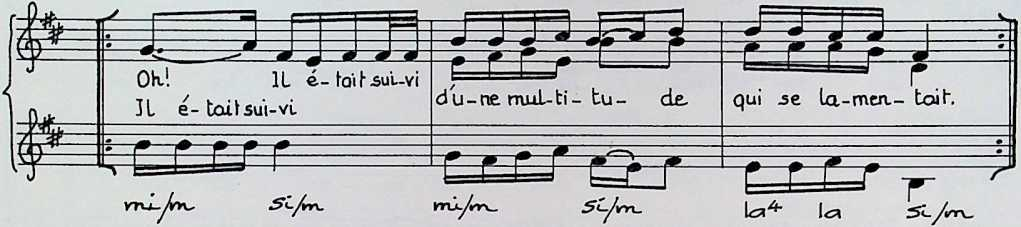 Oh! Il é-tait sui-vi
Il é-tait sui-vi d'u-ne mul-ti-tu- de qui se la-men-tait.
mi/m si/m mi/m si/m la4 la si/m